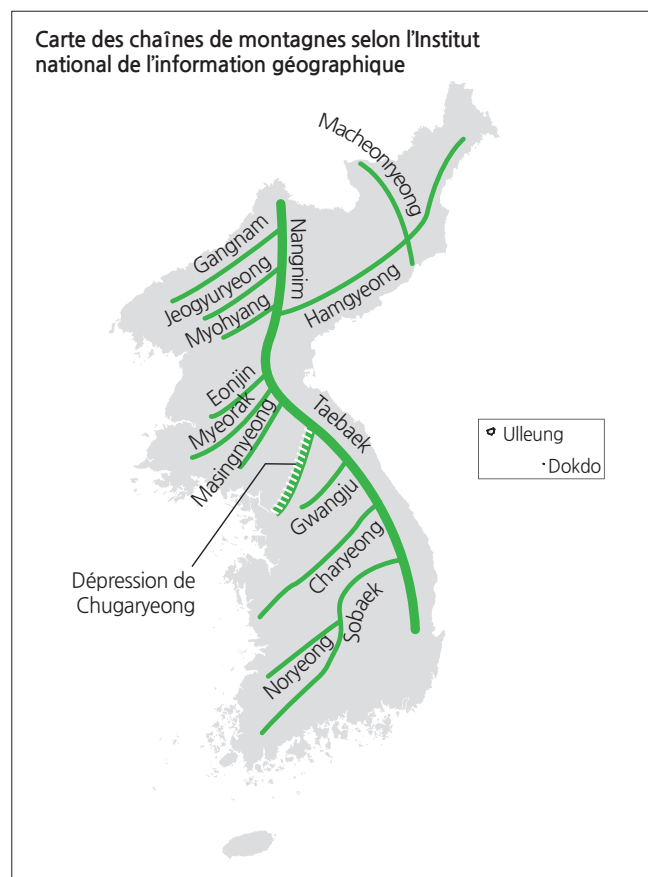 Carte des chaînes de montagnes selon l'Institut
national de l'information géographique
Macheonryeong
Gangnam
Nangnim
Jeogyuryeong
Hamgyeong
Myohyang
Eonjin
Taebaek
Myeorak
Masingnyeong
Ulleung
Dokdo
Gwangju
Dépression de
Chugaryeong
Charyeong
Sobaek
Noryeong